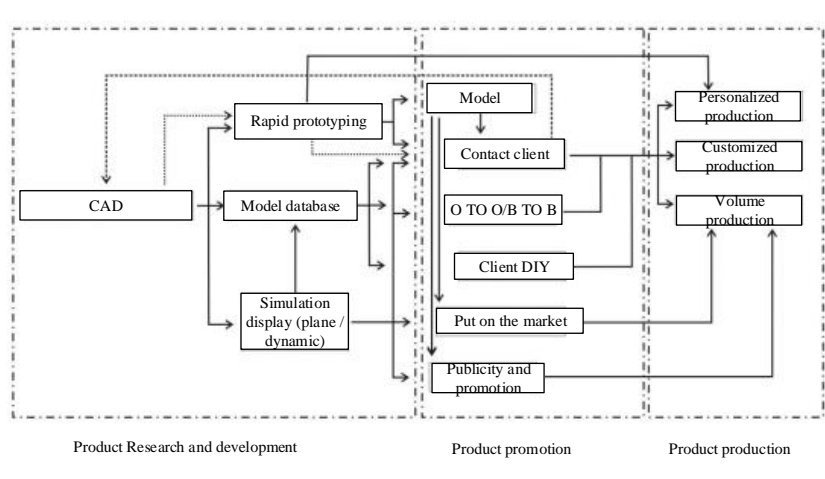 Rapid prototyping
CAD
Model database
Simulation
display (plane /
dynamic)
Model
Contact client
O TO O/B TO B
Client DIY
Put on the market
Publicity and
promotion
Personalized
production
Customized
production
Volume
production
Product Research and development
Product promotion
Product production